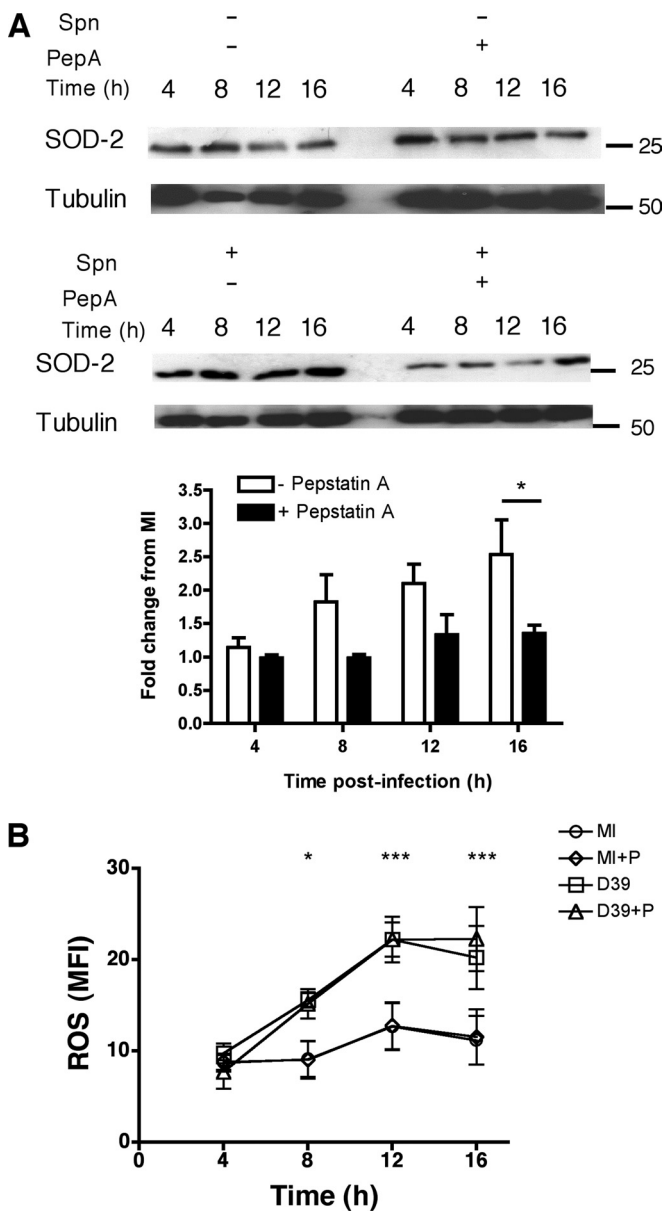 A
Spn - -
PepA - +
Time (h) 4 8 12 16 4 8 12 16
SOD-2 25
Tubulin 50
Spn + +
PepA - +
Time (h) 4 8 12 16 4 8 12 16
SOD-2 25
Tubulin 50
- Pepstatin A
+ Pepstatin A
*
Fold change from MI
3.5
3.0
2.5
2.0
1.5
1.0
0.5
0.0
4 8 12 16
Time post-infection (h)
B
MI
MI+P
D39
D39+P
* *** ***
ROS (MFI)
30
20
10
0
0 4 8 12 16
Time (h)